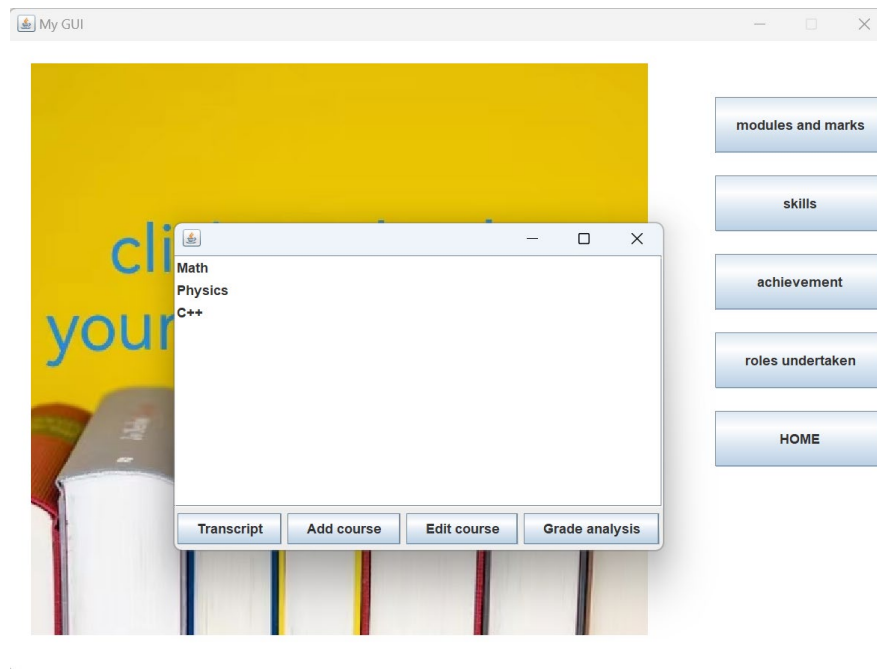 My GUI
modules and marks
skills
achievement
roles undertaken
HOME
cli
your
Math
Physics
C++
Transcript
Add course
Edit course
Grade analysis